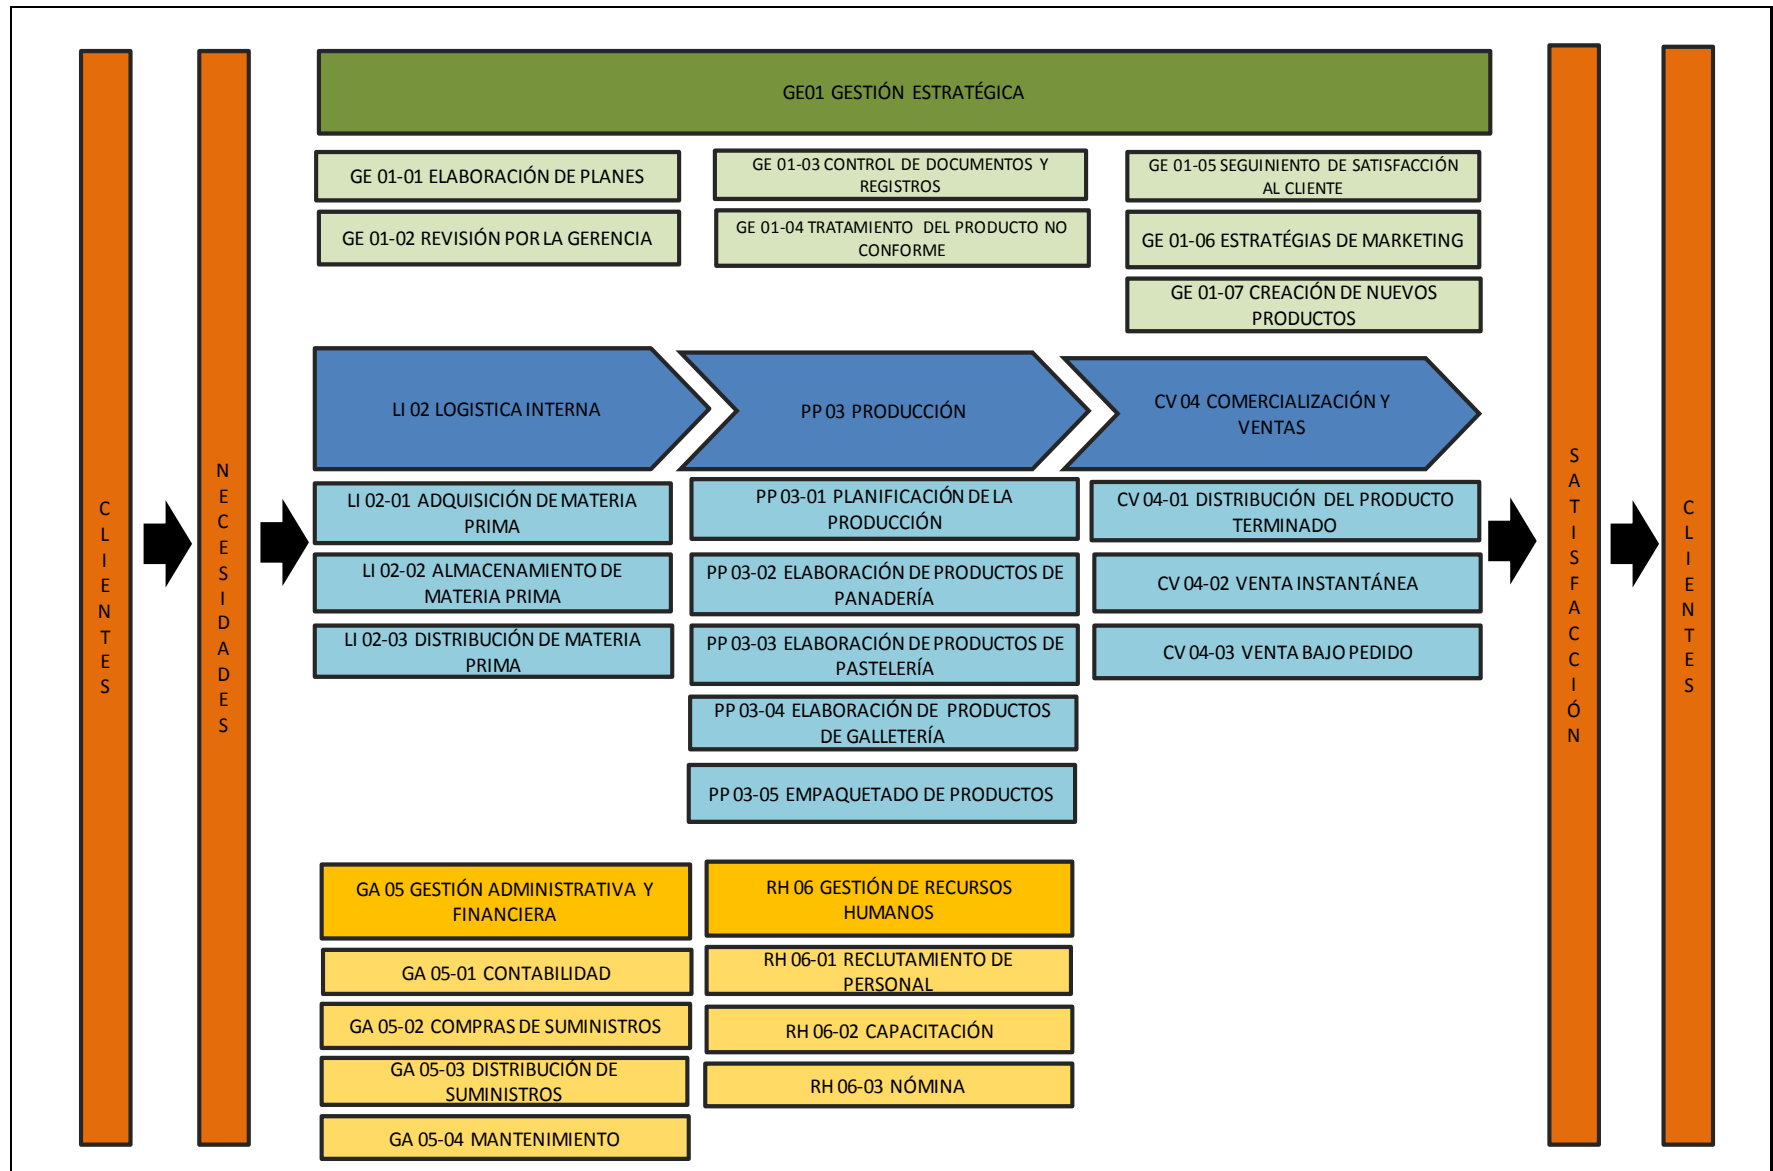 CLIENTES
NECESIDADES
GE01 GESTIÓN ESTRATÉGICA
GE 01-01 ELABORACIÓN DE PLANES
GE 01-02 REVISIÓN POR LA GERENCIA
GE 01-03 CONTROL DE DOCUMENTOS Y
REGISTROS
GE 01-04 TRATAMIENTO DEL PRODUCTO NO
CONFORME
GE 01-05 SEGUINIENTO DE SATISFACCIÓN
AL CLIENTE
GE 01-06 ESTRATÉGIAS DE MARKETING
GE 01-07 CREACIÓN DE NUEVOS
PRODUCTOS
LI 02 LOGISTICA INTERNA
LI 02-01 ADQUISICIÓN DE MATERIA
PRIMA
LI 02-02 ALMACENAMIENTO DE
MATERIA PRIMA
LI 02-03 DISTRIBUCIÓN DE MATERIA
PRIMA
PP 03 PRODUCCIÓN
PP 03-01 PLANIFICACIÓN DE LA
PRODUCCIÓN
PP 03-02 ELABORACIÓN DE PRODUCTOS DE
PANADERÍA
PP 03-03 ELABORACIÓN DE PRODUCTOS DE
PASTELERÍA
PP 03-04 ELABORACIÓN DE PRODUCTOS
DE GALLETERÍA
PP 03-05 EMPAQUETADO DE PRODUCTOS
CV 04 COMERCIALIZACIÓN Y
VENTAS
CV 04-01 DISTRIBUCIÓN DEL PRODUCTO
TERMINADO
CV 04-02 VENTA INSTANTÁNEA
CV 04-03 VENTA BAJO PEDIDO
GA 05 GESTIÓN ADMINISTRATIVA Y
FINANCIERA
GA 05-01 CONTABILIDAD
GA 05-02 COMPRAS DE SUMINISTROS
GA 05-03 DISTRIBUCIÓN DE
SUMINISTROS
GA 05-04 MANTENIMIENTO
RH 06 GESTIÓN DE RECURSOS
HUMANOS
RH 06-01 RECLUTAMIENTO DE
PERSONAL
RH 06-02 CAPACITACIÓN
RH 06-03 NÓMINA
SATISFACCIÓN
CLIENTES